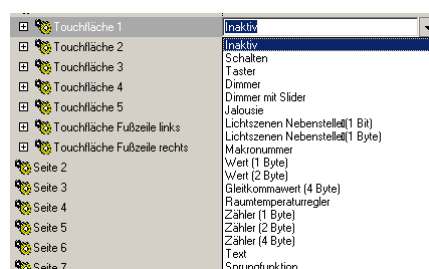 Touchfläche 1
Touchfläche 2
Touchfläche 3
Touchfläche 4
Touchfläche 5
Touchfläche Fußzeile links
Touchfläche Fußzeile rechts
Seite 2
Seite 3
Seite 4
Seite 5
Seite 6
Seite 7
Inaktiv
Inaktiv
Schalten
Taster
Dimmer
Dimmer mit Slider
Jalousie
Lichtszenen Nebenstelle (1 Bit)
Lichtszenen Nebenstelle (1 Byte)
Makronummer
Wert (1 Byte)
Wert (2 Byte)
Gleitkommawert (4 Byte)
Raumtemperaturregler
Zähler (1 Byte)
Zähler (2 Byte)
Zähler (4 Byte)
Text
Sprungfunktion